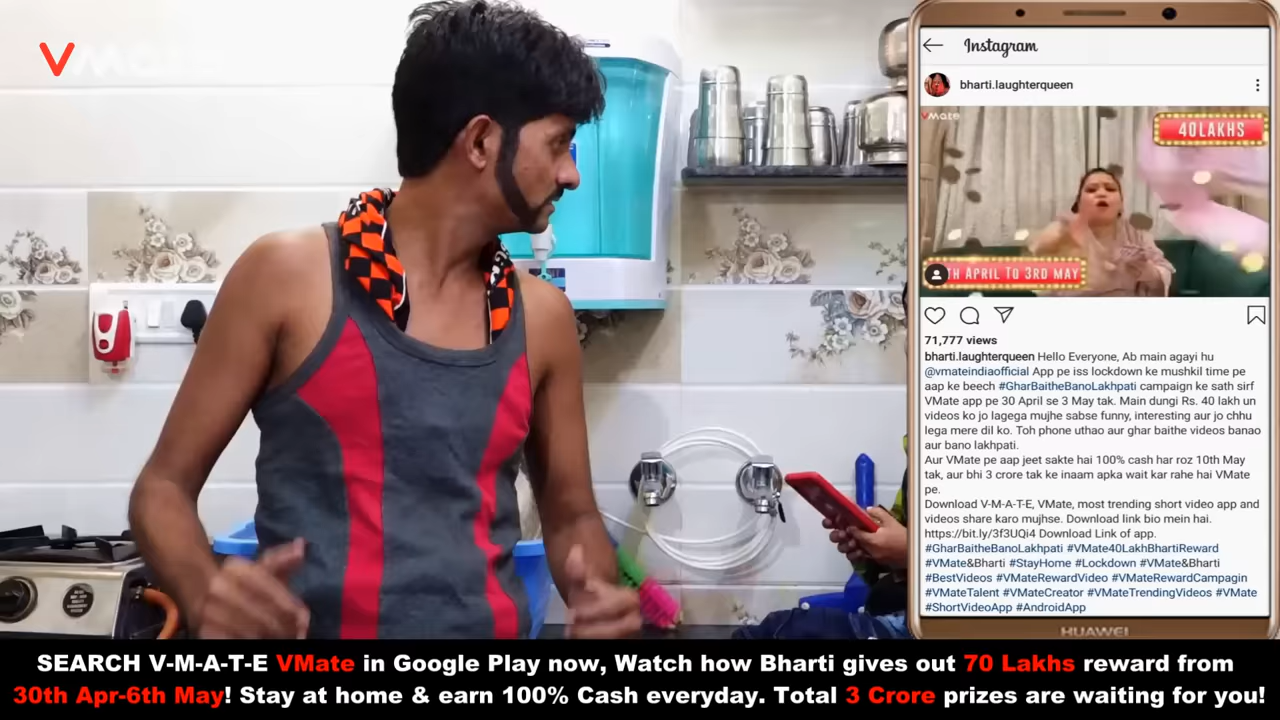 VMate
Instagram
bharti.laughterqueen
vmate
40LAKHS
TH APRIL TO 3RD MAY
71,777 views
bharti.laughterqueen Hello Everyone, Ab main agayi hu
@vmateindiaofficial App pe iss lockdown ke mushkil time pe
aap ke beech #GharBaitheBanoLakhpati campaign ke sath sirf
VMate app pe 30 April se 3 May tak. Main dungi Rs. 40 lakh un
videos ko jo lagega mujhe sabse funny, interesting aur jo chhu
lega mere dil ko. Toh phone uthao aur ghar baithe videos banao
aur bano lakhpati.
Aur VMate pe aap jeet sakte hai 100% cash har roz 10th May
tak, aur bhi 3 crore tak ke inaam apka wait kar rahe hai VMate
pe.
Download V-M-A-T-E, VMate, most trending short video app and
videos share karo mujhse. Download link bio mein hai.
https://bit.ly/3f3UQi4 Download Link of app.
#GharBaitheBanoLakhpati #VMate40LakhBhartiReward
#VMate&Bharti #StayHome #Lockdown #VMate&Bharti
#BestVideos #VMateRewardVideo #VMateRewardCampagin
#VMateTalent #VMateCreator #VMateTrendingVideos #VMate
#ShortVideoApp #AndroidApp
HUAWEI
SEARCH V-M-A-T-E VMate in Google Play now, Watch how Bharti gives out 70 Lakhs reward from
30th Apr-6th May! Stay at home & earn 100% Cash everyday. Total 3 Crore prizes are waiting for you!